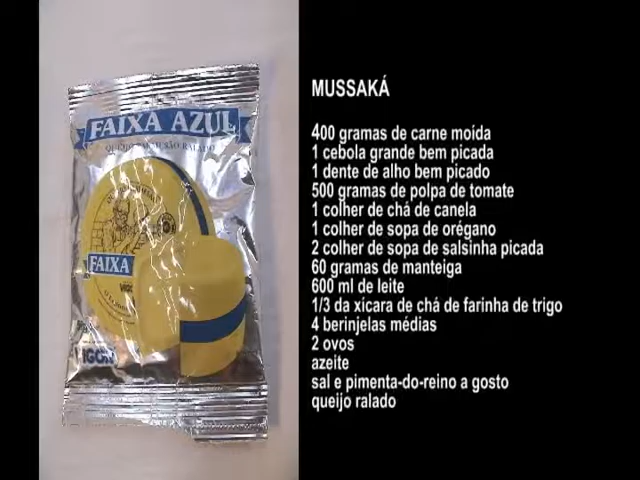 FAIXA AZUL
FAIXA
MUSSAKÁ
400 gramas de carne moída
1 cebola grande bem picada
1 dente de alho bem picado
500 gramas de polpa de tomate
1 colher de chá de canela
1 colher de sopa de orégano
2 colher de sopa de salsinha picada
60 gramas de manteiga
600 ml de leite
1/3 da xícara de chá de farinha de trigo
4 berinjelas médias
2 ovos
azeite
sal e pimenta-do-reino a gosto
queijo ralado